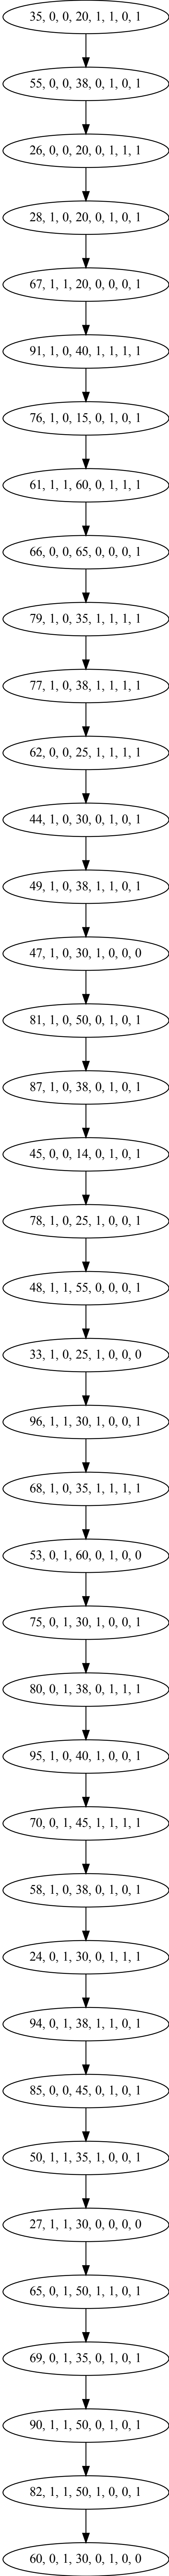 35, 0, 0, 20, 1, 1, 0, 1
55, 0, 0, 38, 0, 1, 0, 1
26, 0, 0, 20, 0, 1, 1, 1
28, 1, 0, 20, 0, 1, 0, 1
67, 1, 1, 20, 0, 0, 0, 1
91, 1, 0, 40, 1, 1, 1, 1
76, 1, 0, 15, 0, 1, 0, 1
61, 1, 1, 60, 0, 1, 1, 1
66, 0, 0, 65, 0, 0, 0, 1
79, 1, 0, 35, 1, 1, 1, 1
77, 1, 0, 38, 1, 1, 1, 1
62, 0, 0, 25, 1, 1, 1, 1
44, 1, 0, 30, 0, 1, 0, 1
49, 1, 0, 38, 1, 1, 0, 1
47, 1, 0, 30, 1, 0, 0, 0
81, 1, 0, 50, 0, 1, 0, 1
87, 1, 0, 38, 0, 1, 0, 1
45, 0, 0, 14, 0, 1, 0, 1
78, 1, 0, 25, 1, 0, 0, 1
48, 1, 1, 55, 0, 0, 0, 1
33, 1, 0, 25, 1, 0, 0, 0
96, 1, 1, 30, 1, 0, 0, 1
68, 1, 0, 35, 1, 1, 1, 1
53, 0, 1, 60, 0, 1, 0, 0
75, 0, 1, 30, 1, 0, 0, 1
80, 0, 1, 38, 0, 1, 1, 1
95, 1, 0, 40, 1, 0, 0, 1
70, 0, 1, 45, 1, 1, 1, 1
58, 1, 0, 38, 0, 1, 0, 1
24, 0, 1, 30, 0, 1, 1, 1
94, 0, 1, 38, 1, 1, 0, 1
85, 0, 0, 45, 0, 1, 0, 1
50, 1, 1, 35, 1, 0, 0, 1
27, 1, 1, 30, 0, 0, 0, 0
65, 0, 1, 50, 1, 1, 0, 1
69, 0, 1, 35, 0, 1, 0, 1
90, 1, 1, 50, 0, 1, 0, 1
82, 1, 1, 50, 1, 0, 0, 1
60, 0, 1, 30, 0, 1, 0, 0